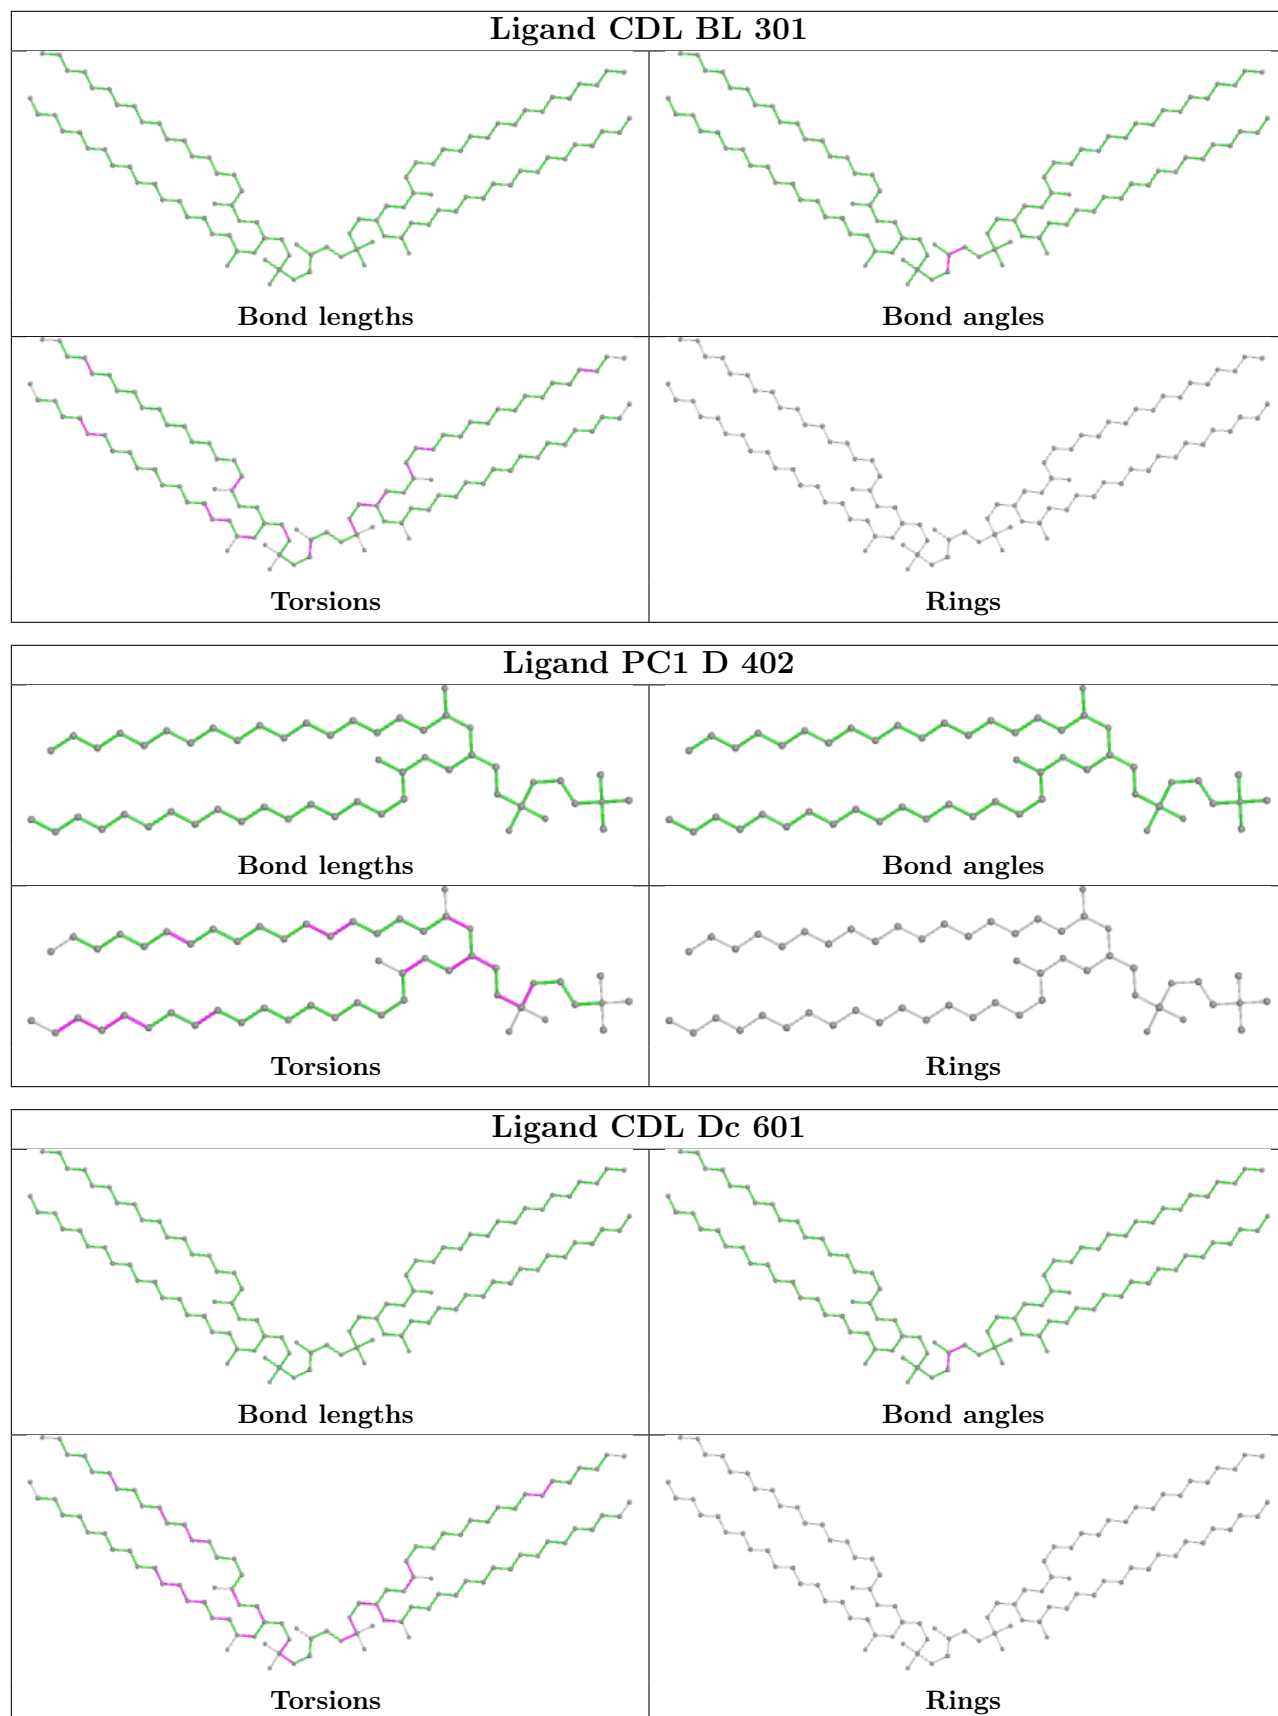 Ligand CDL BL 301
Bond lengths
Bond angles
Torsions
Rings
Ligand PC1 D 402
Bond lengths
Bond angles
Torsions
Rings
Ligand CDL Dc 601
Bond lengths
Bond angles
Torsions
Rings